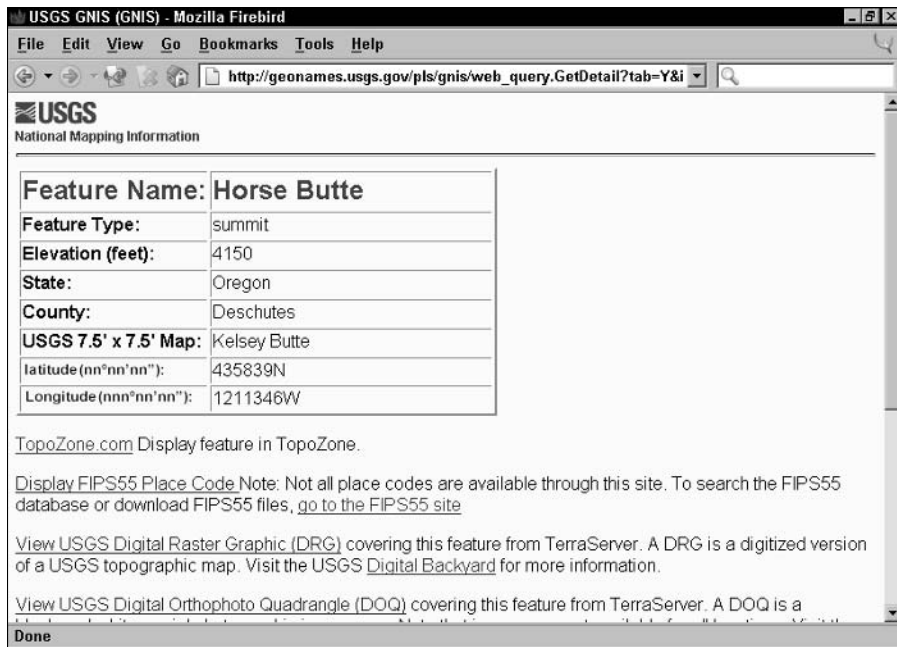 USGS GNIS (GNIS) - Mozilla Firebird
File Edit View Go Bookmarks Tools Help
http://geonames.usgs.gov/pls/gnis/web_query.GetDetail?tab=Y&i
USGS
National Mapping Information
Feature Name: Horse Butte
Feature Type: summit
Elevation (feet): 4150
State: Oregon
County: Deschutes
USGS 7.5' x 7.5' Map: Kelsey Butte
latitude(nn°nn'nn"): 435839N
Longitude(nnn°nn'nn"): 1211346W
TopoZone.com Display feature in TopoZone.
Display FIPS55 Place Code Note: Not all place codes are available through this site. To search the FIPS55
database or download FIPS55 files, go to the FIPS55 site
View USGS Digital Raster Graphic (DRG) covering this feature from TerraServer. A DRG is a digitized version
of a USGS topographic map. Visit the USGS Digital Backyard for more information.
View USGS Digital Orthophoto Quadrangle (DOQ) covering this feature from TerraServer. A DOQ is a
Done